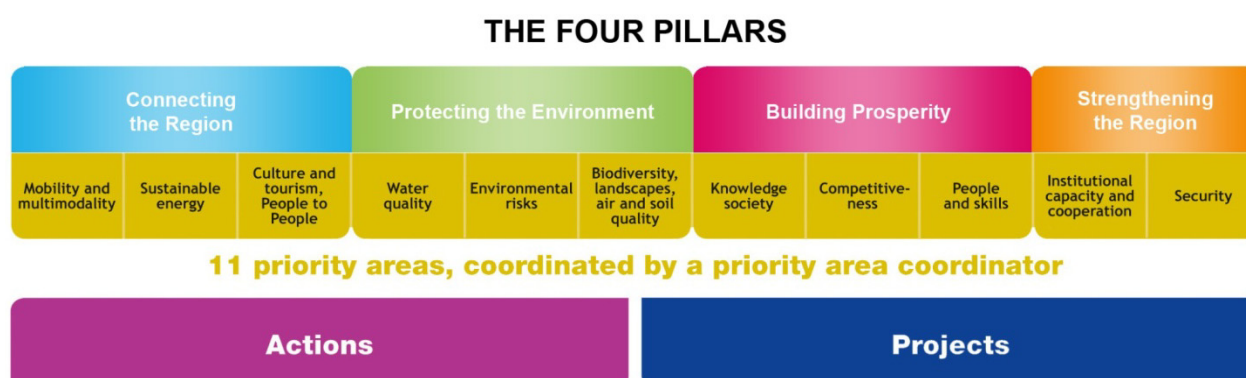 THE FOUR PILLARS
Connecting
the Region
Protecting the Environment
Building Prosperity
Strengthening
the Region
Mobility and
multimodality
Sustainable
energy
Culture and
tourism,
People to
People
Water
quality
Environmental
risks
Biodiversity,
landscapes,
air and soil
quality
Knowledge
society
Competitive-
ness
People
and skills
Institutional
capacity and
cooperation
Security
11 priority areas, coordinated by a priority area coordinator
Actions
Projects